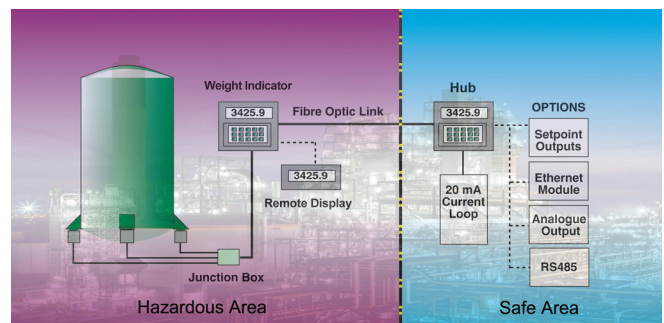 Weight Indicator
3425.9
Fibre Optic Link
3425.9
Remote Display
Junction Box
Hazardous Area
Hub
3425.9
20 mA
Current
Loop
OPTIONS
Setpoint
Outputs
Ethernet
Module
Analogue
Output
RS485
Safe Area